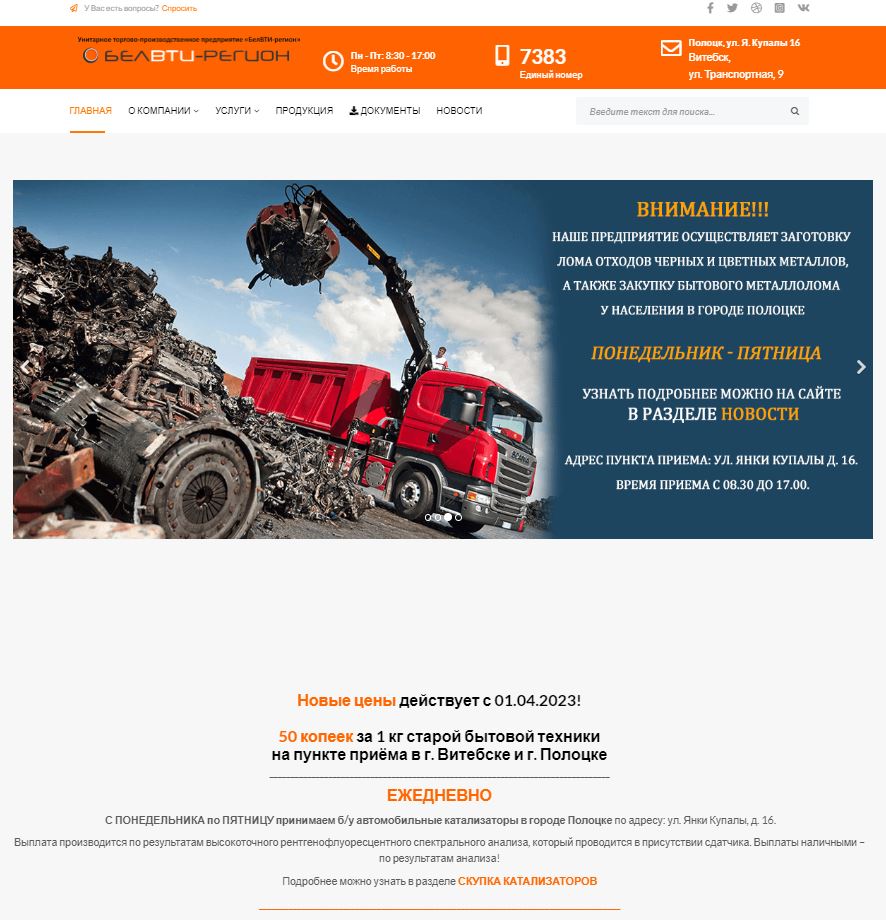 У Вас есть вопросы? Спросить
Унитарное торгово-производственное предприятие «БелВТИ-регион»
БЕЛВТИ-РЕГИОН
Пн - Пт: 8:30 - 17:00
Время работы
7383
Единый номер
Полоцк, ул. Я. Купалы 16
Витебск,
ул. Транспортная, 9
ГЛАВНАЯ О КОМПАНИИ УСЛУГИ ПРОДУКЦИЯ ДОКУМЕНТЫ НОВОСТИ
Введите текст для поиска...
ВНИМАНИЕ!!!
НАШЕ ПРЕДПРИЯТИЕ ОСУЩЕСТВЛЯЕТ ЗАГОТОВКУ
ЛОМА ОТХОДОВ ЧЕРНЫХ И ЦВЕТНЫХ МЕТАЛЛОВ,
А ТАКЖЕ ЗАКУПКУ БЫТОВОГО МЕТАЛЛОЛОМА
У НАСЕЛЕНИЯ В ГОРОДЕ ПОЛОЦКЕ
ПОНЕДЕЛЬНИК - ПЯТНИЦА
УЗНАТЬ ПОДРОБНЕЕ МОЖНО НА САЙТЕ
В РАЗДЕЛЕ НОВОСТИ
АДРЕС ПУНКТА ПРИЕМА: УЛ. ЯНКИ КУПАЛЫ Д. 16.
ВРЕМЯ ПРИЕМА С 08.30 ДО 17.00.
SCANIA
Новые цены действует с 01.04.2023!
50 копеек за 1 кг старой бытовой техники
на пункте приёма в г. Витебске и г. Полоцке
ЕЖЕДНЕВНО
С ПОНЕДЕЛЬНИКА по ПЯТНИЦУ принимаем б/у автомобильные катализаторы в городе Полоцке по адресу: ул. Янки Купалы, д. 16.
Выплата производится по результатам высокоточного рентгенофлуоресцентного спектрального анализа, который проводится в присутствии сдатчика. Выплаты наличными –
по результатам анализа!
Подробнее можно узнать в разделе СКУПКА КАТАЛИЗАТОРОВ